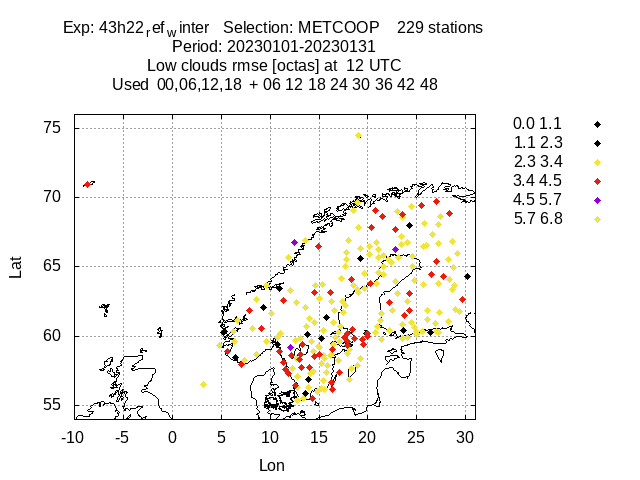 Exp: 43h22refwinter Selection: METCOOP 229 stations
Period: 20230101-20230131
Low clouds rmse [octas] at 12 UTC
Used 00,06,12,18 + 06 12 18 24 30 36 42 48
75
70
65
60
55
Lat
-10 -5 0 5 10 15 20 25 30
Lon
0.0 1.1
1.1 2.3
2.3 3.4
3.4 4.5
4.5 5.7
5.7 6.8